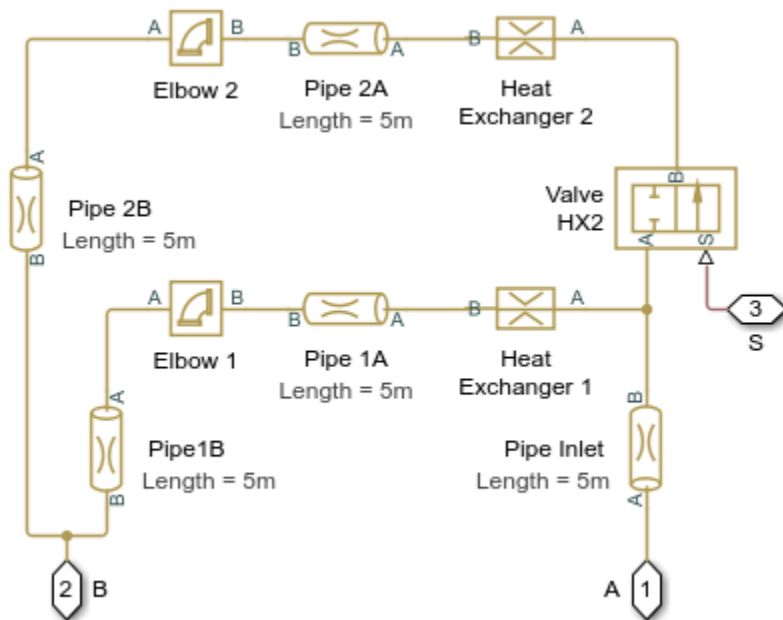 A B B A B A
Elbow 2 Pipe 2A Heat
Length = 5m Exchanger 2
A B
Pipe 2B Valve
Length = 5m HX2
B A S
A B B A B A 3
S
Elbow 1 Pipe 1A Heat
Length = 5m Exchanger 1
A B
Pipe1B Pipe Inlet
Length = 5m Length = 5m
B A
2 B A 1